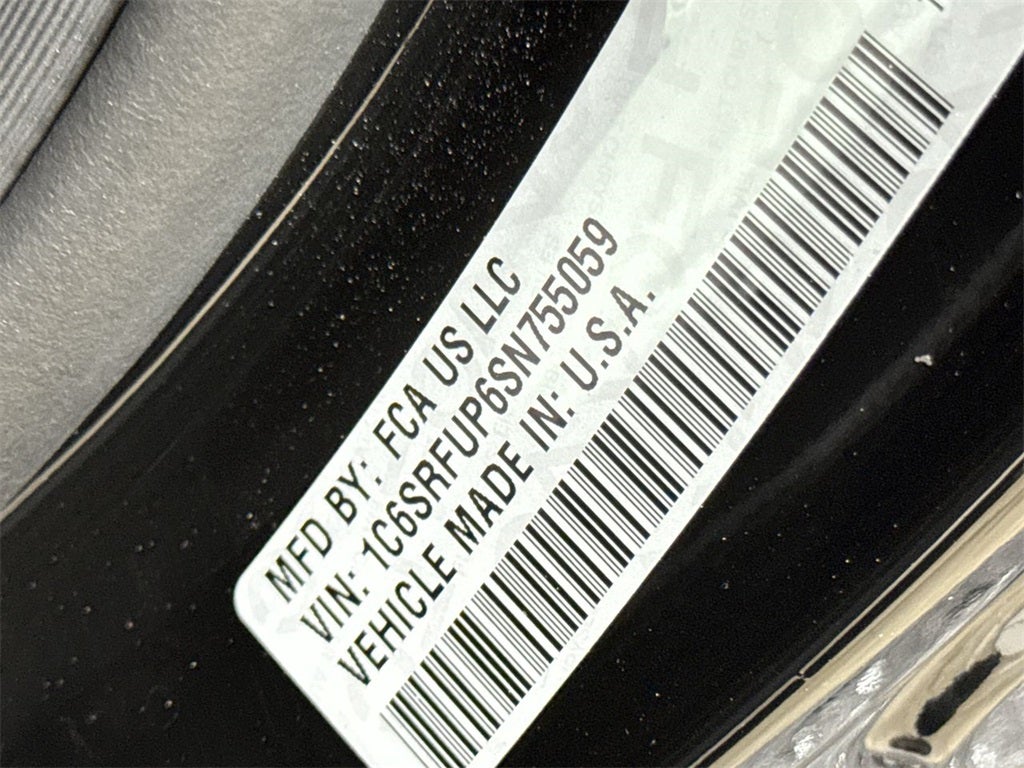 MFD BY: FCA US LLC
VIN: 1C6SRFUP6SN755059
VEHICLE MADE IN: U.S.A.